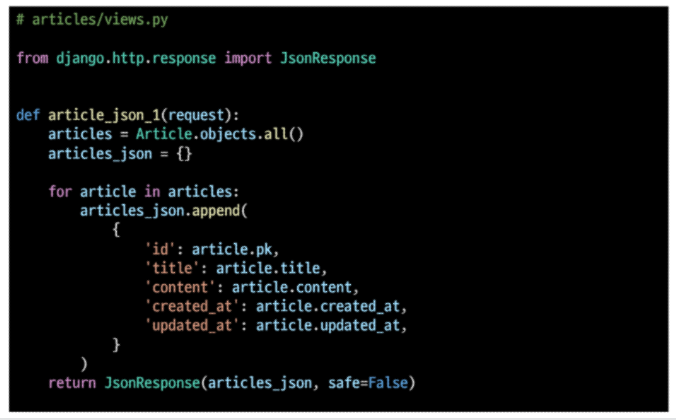 # articles/views.py
from django.http.response import JsonResponse
def article_json_1(request):
    articles = Article.objects.all()
    articles_json = {}
    for article in articles:
        articles_json.append(
            {
                'id': article.pk,
                'title': article.title,
                'content': article.content,
                'created_at': article.created_at,
                'updated_at': article.updated_at,
            }
        )
    return JsonResponse(articles_json, safe=False)